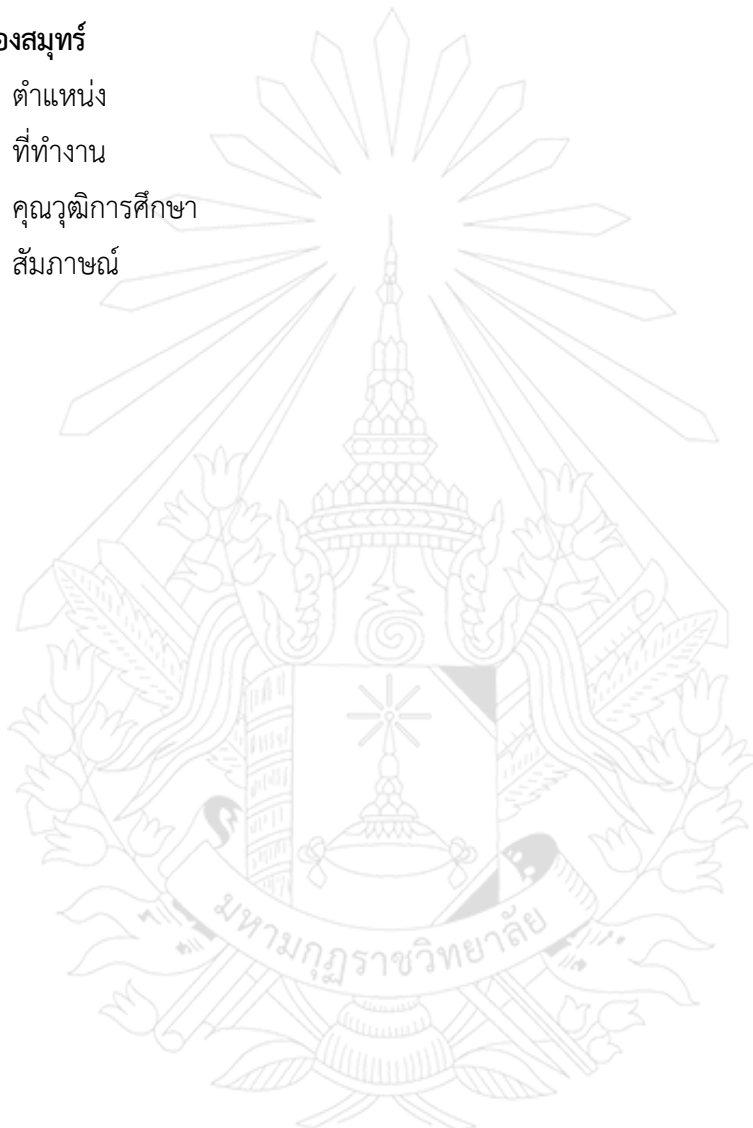 องสมุทร์
ตำแหน่ง
ที่ทำงาน
คุณวุฒิการศึกษา
สัมภาษณ์
มหามกุฏราชวิทยาลัย